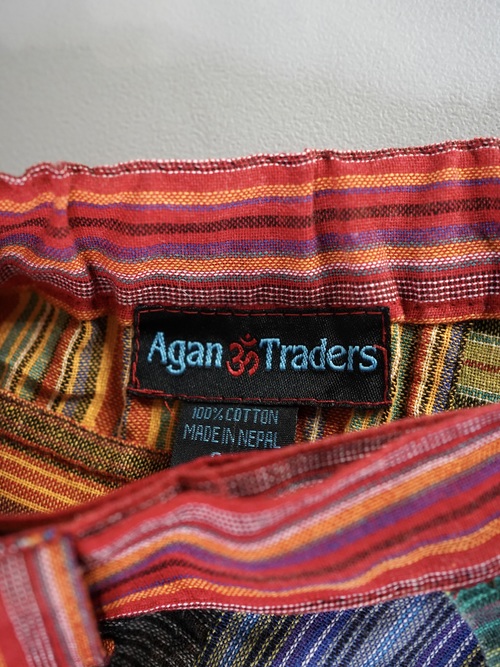 Agan ॐ Traders
100% COTTON
MADE IN NEPAL